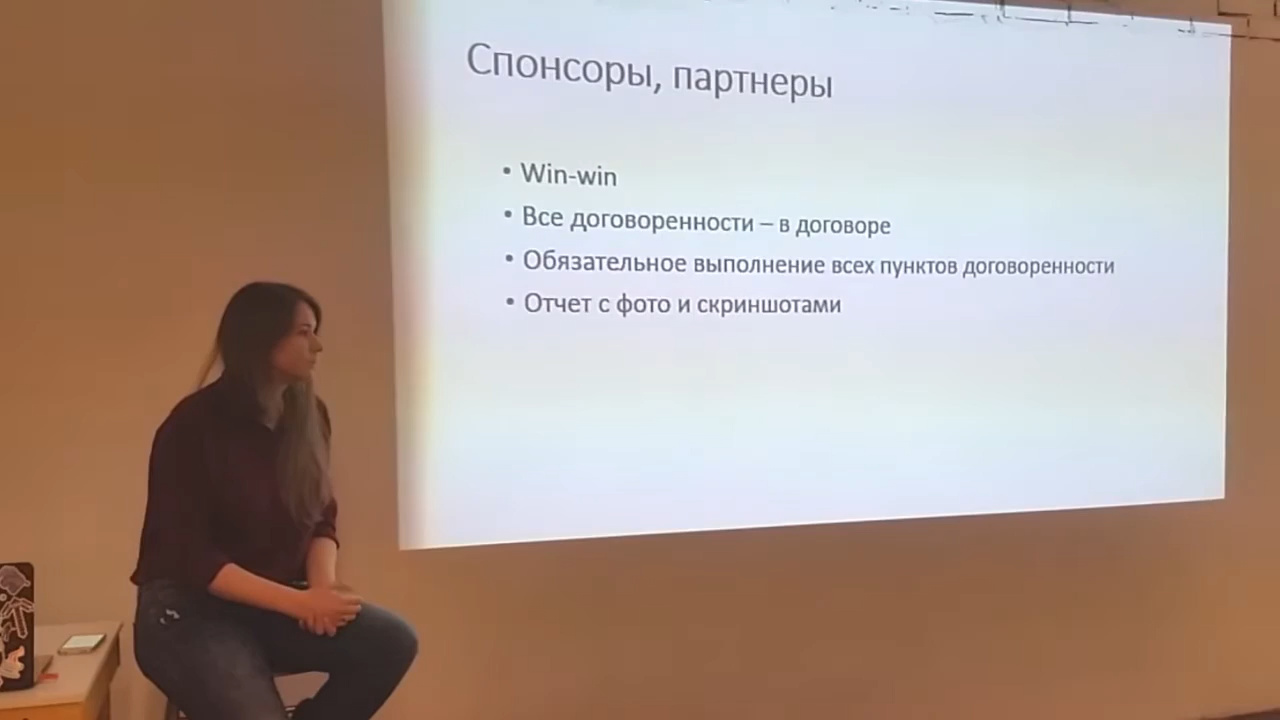 Спонсоры, партнеры
• Win-win
• Все договоренности – в договоре
• Обязательное выполнение всех пунктов договоренности
• Отчет с фото и скриншотами